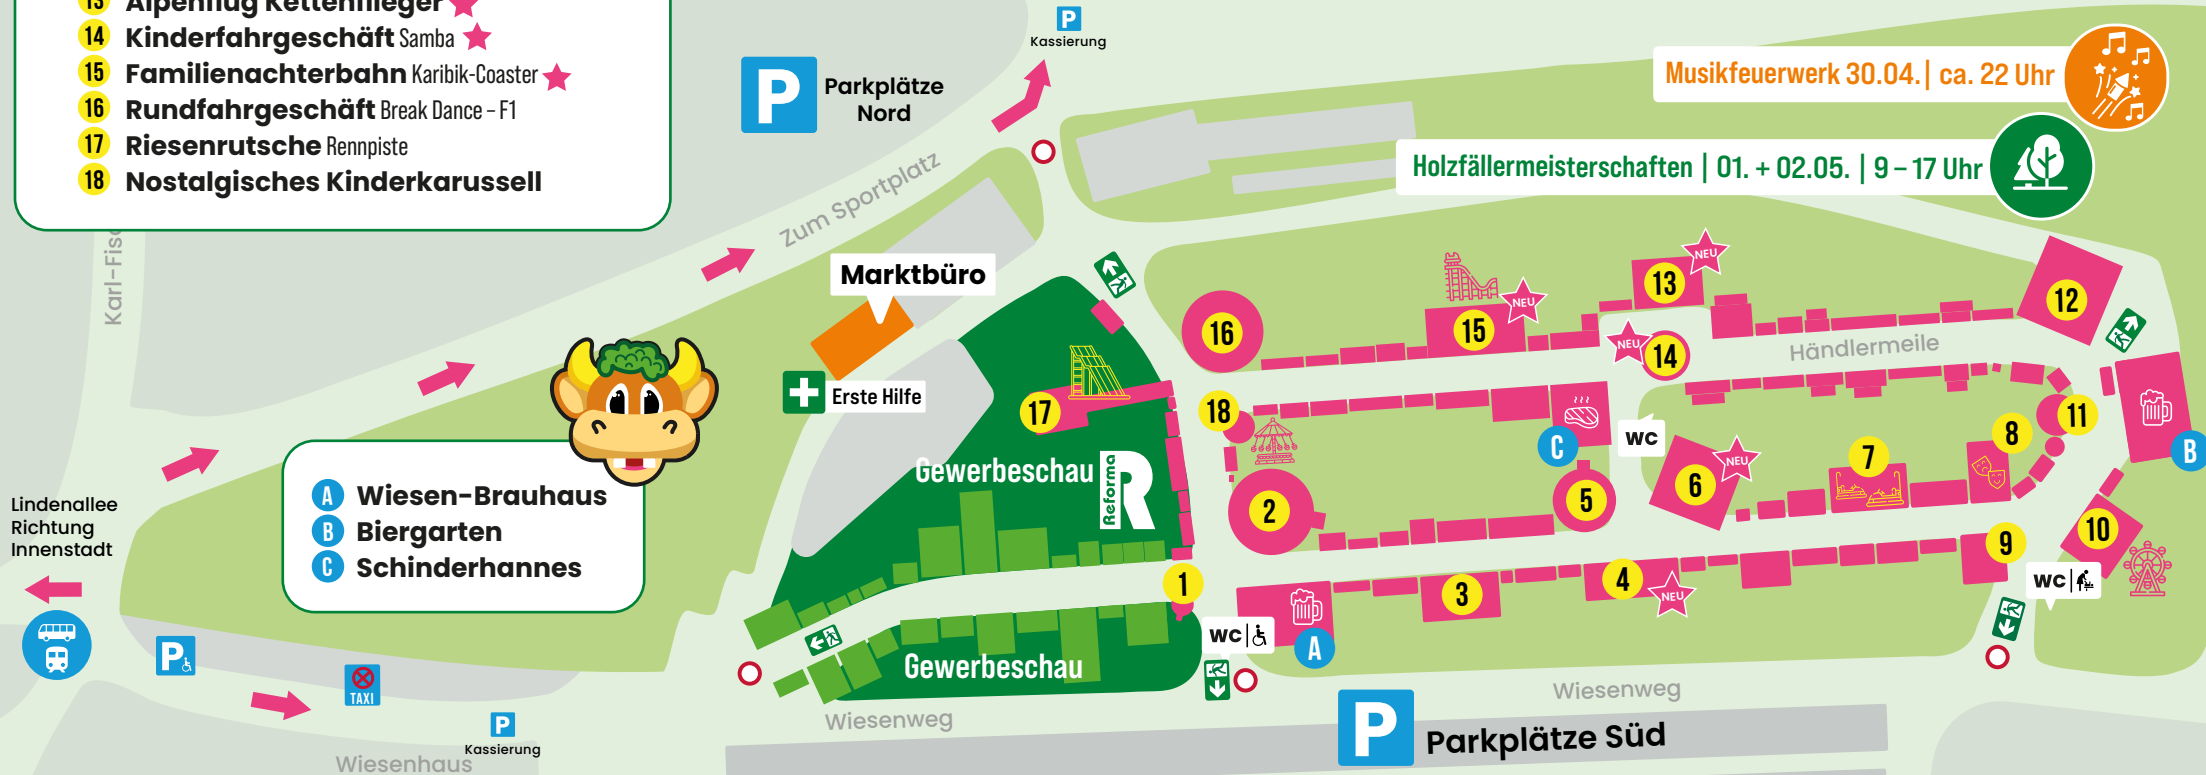 13 Alpenflug Kettenflieger
14 Kinderfahrgeschäft Samba
15 Familienachterbahn Karibik-Coaster
16 Rundfahrgeschäft Break Dance – F1
17 Riesenrutsche Rennpiste
18 Nostalgisches Kinderkarussell
P
Kassierung
P Parkplätze
Nord
Musikfeuerwerk 30.04.| ca. 22 Uhr
Holzfällermeisterschaften | 01. + 02.05. | 9 – 17 Uhr
Zum Sportplatz
Karl-Fisc
Marktbüro
Erste Hilfe
NEU
13
12
NEU
15
16
NEU
14
Händlermeile
17
18
C
WC
11
8
B
7
NEU
6
5
2
Gewerbeschau
Reforma
R
A Wiesen-Brauhaus
B Biergarten
C Schinderhannes
Lindenallee
Richtung
Innenstadt
10
9
WC
1
3
4
NEU
WC
A
Gewerbeschau
P
TAXI
P
Kassierung
Wiesenhaus
Wiesenweg
Wiesenweg
P Parkplätze Süd